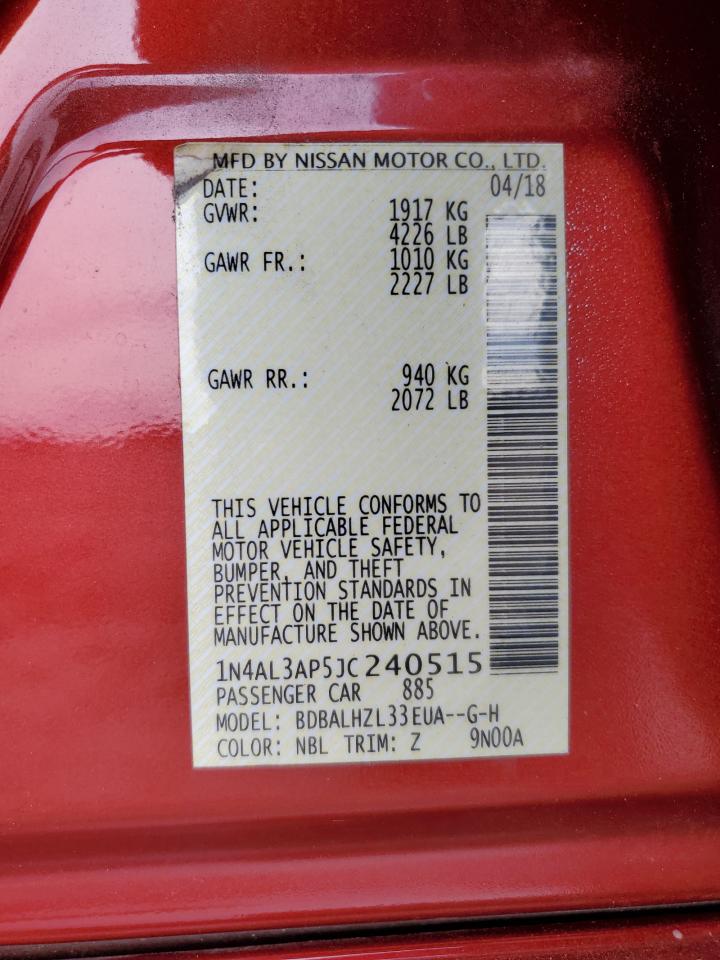 MFD BY NISSAN MOTOR CO., LTD.
DATE: 04/18
GVWR: 1917 KG
4226 LB
GAWR FR.: 1010 KG
2227 LB
GAWR RR.: 940 KG
2072 LB
THIS VEHICLE CONFORMS TO
ALL APPLICABLE FEDERAL
MOTOR VEHICLE SAFETY,
BUMPER, AND THEFT
PREVENTION STANDARDS IN
EFFECT ON THE DATE OF
MANUFACTURE SHOWN ABOVE.
1N4AL3AP5JC240515
PASSENGER CAR 885
MODEL: BDBALHZL33EUA--G-H
COLOR: NBL TRIM: Z 9N00A